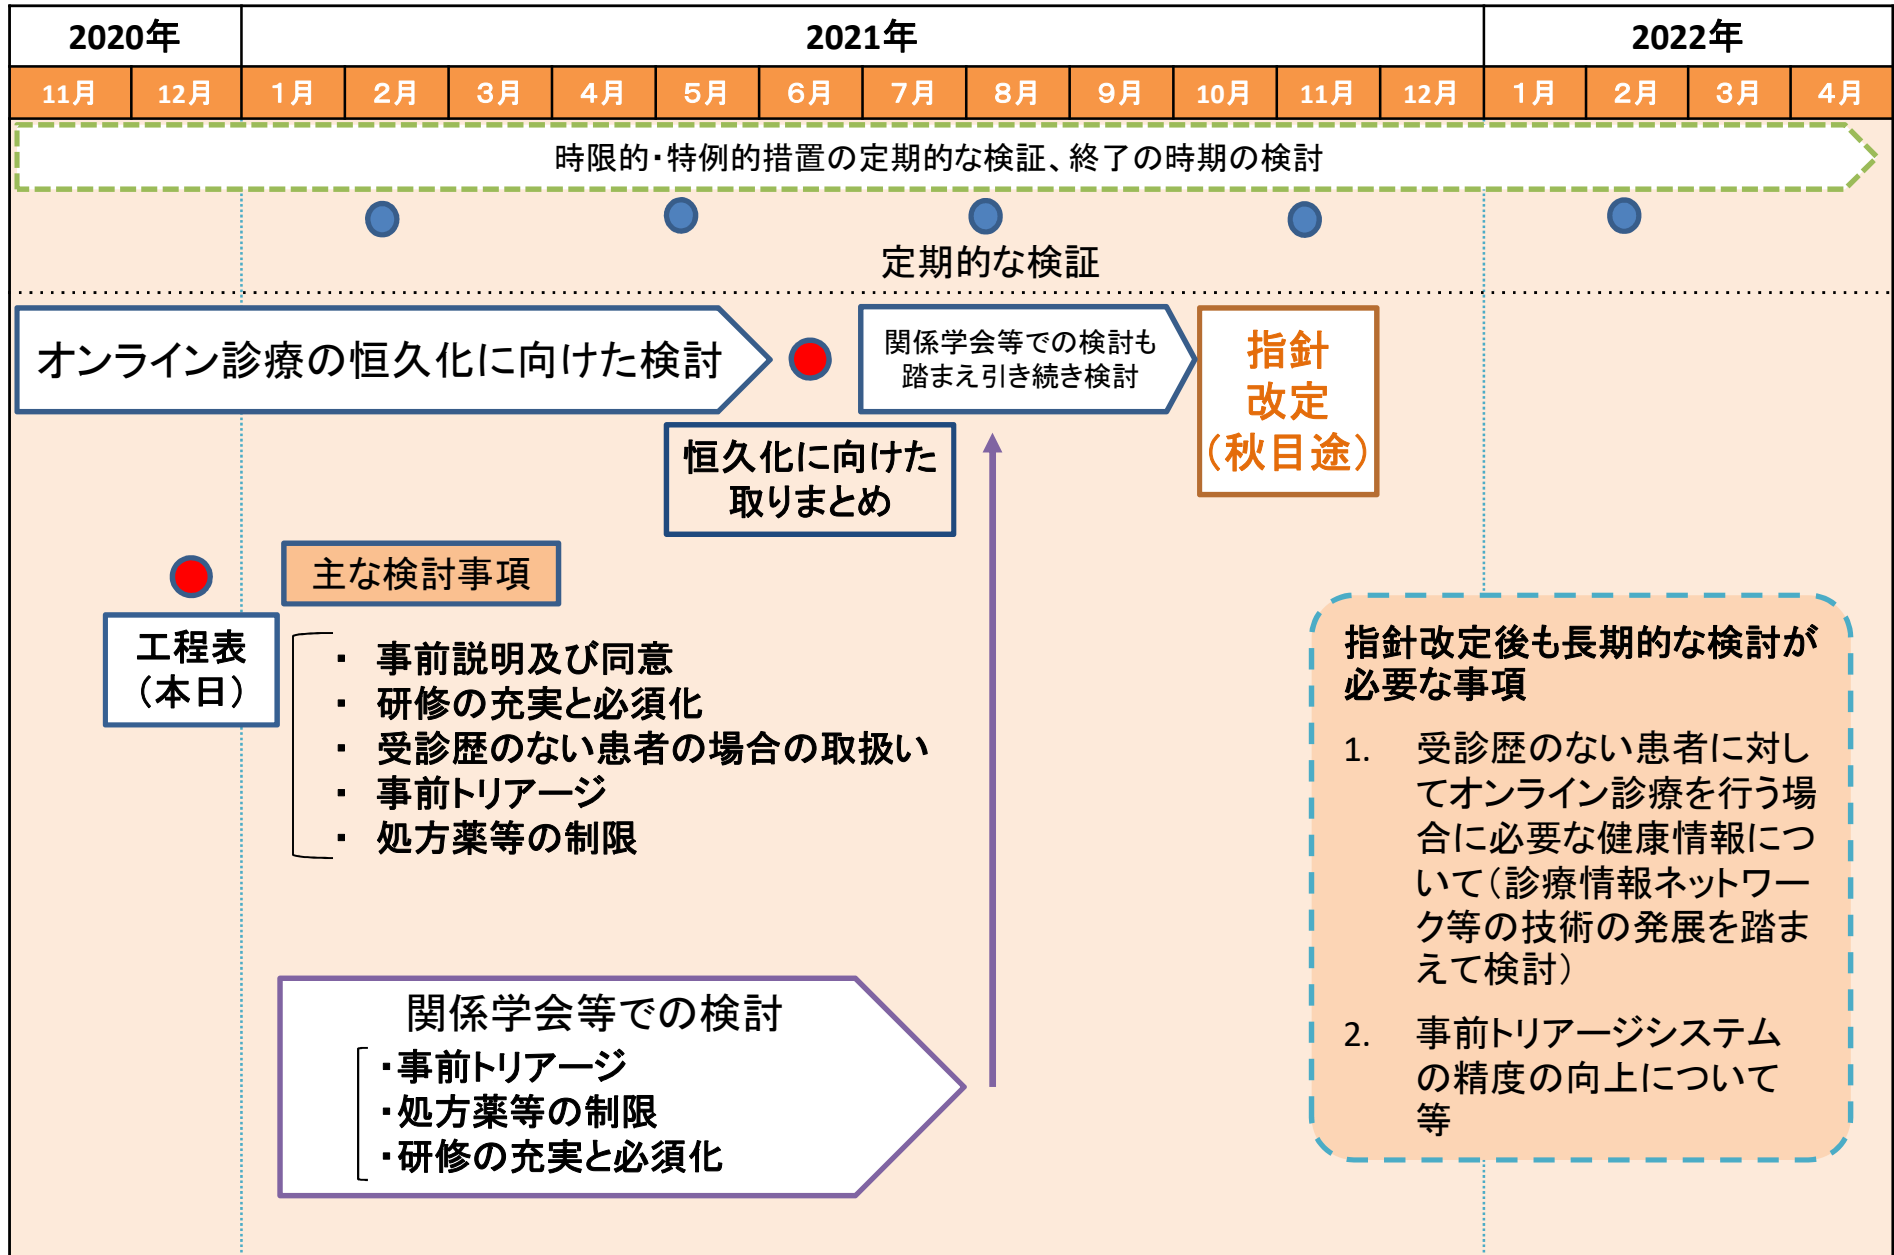 2020年
2021年
2022年
11月
12月
1月
2月
3月
4月
5月
6月
7月
8月
9月
10月
11月
12月
1月
2月
3月
4月
時限的・特例的措置の定期的な検証、終了の時期の検討
定期的な検証
オンライン診療の恒久化に向けた検討
関係学会等での検討も
踏まえ引き続き検討
指針
改定
（秋目途）
恒久化に向けた
取りまとめ
主な検討事項
工程表
（本日）
・ 事前説明及び同意
・ 研修の充実と必須化
・ 受診歴のない患者の場合の取扱い
・ 事前トリアージ
・ 処方薬等の制限
関係学会等での検討
・事前トリアージ
・処方薬等の制限
・研修の充実と必須化
指針改定後も長期的な検討が
必要な事項
1. 受診歴のない患者に対し
てオンライン診療を行う場
合に必要な健康情報につ
いて（診療情報ネットワー
ク等の技術の発展を踏ま
えて検討）
2. 事前トリアージシステム
の精度の向上について
等